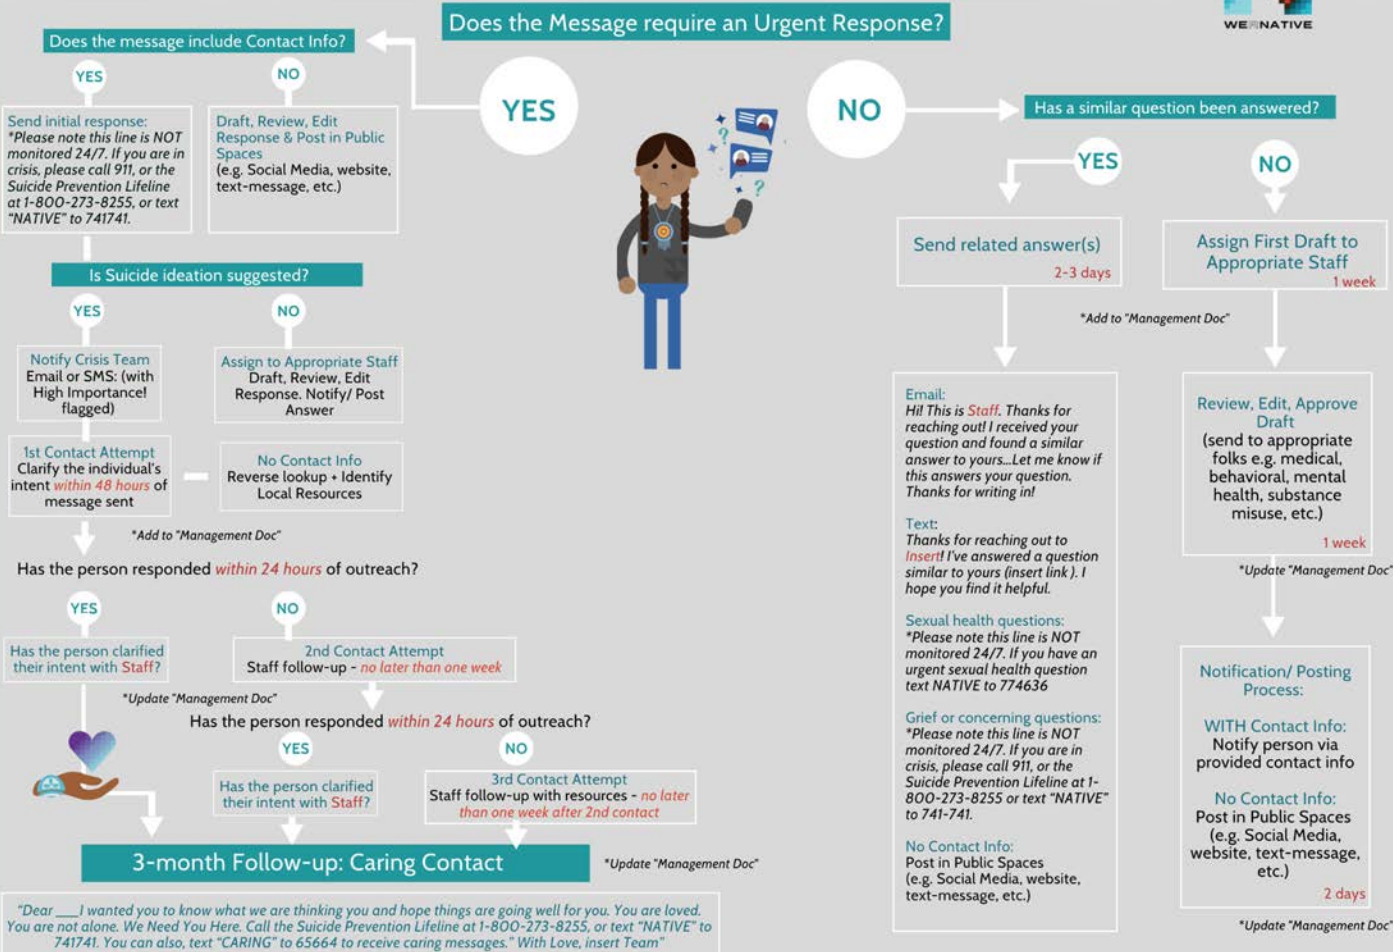 Does the Message require an Urgent Response?
WERNATIVE
Does the message include Contact Info?
YES
NO
Send initial response:
*Please note this line is NOT
monitored 24/7. If you are in
crisis, please call 911, or the
Suicide Prevention Lifeline
at 1-800-273-8255, or text
"NATIVE" to 741741.
Draft, Review, Edit
Response & Post in Public
Spaces
(e.g. Social Media, website,
text-message, etc.)
Is Suicide ideation suggested?
YES
NO
Notify Crisis Team
Email or SMS: (with
High Importance!
flagged)
Assign to Appropriate Staff
Draft, Review, Edit
Response. Notify/ Post
Answer
1st Contact Attempt
Clarify the individual's
intent within 48 hours of
message sent
No Contact Info
Reverse lookup + Identify
Local Resources
*Add to "Management Doc"
Has the person responded within 24 hours of outreach?
YES
NO
Has the person clarified
their intent with Staff?
2nd Contact Attempt
Staff follow-up - no later than one week
*Update "Management Doc"
Has the person responded within 24 hours of outreach?
YES
NO
Has the person clarified
their intent with Staff?
3rd Contact Attempt
Staff follow-up with resources - no later
than one week after 2nd contact
3-month Follow-up: Caring Contact
*Update "Management Doc"
"Dear ___I wanted you to know what we are thinking you and hope things are going well for you. You are loved.
You are not alone. We Need You Here. Call the Suicide Prevention Lifeline at 1-800-273-8255, or text "NATIVE" to
741741. You can also, text "CARING" to 65664 to receive caring messages." With Love, insert Team"
YES
NO
Has a similar question been answered?
YES
NO
Send related answer(s)
2-3 days
Assign First Draft to
Appropriate Staff
1 week
*Add to "Management Doc"
Email:
Hi! This is Staff. Thanks for
reaching out! I received your
question and found a similar
answer to yours...Let me know if
this answers your question.
Thanks for writing in!
Text:
Thanks for reaching out to
Insert! I've answered a question
similar to yours (insert link ). I
hope you find it helpful.
Sexual health questions:
*Please note this line is NOT
monitored 24/7. If you have an
urgent sexual health question
text NATIVE to 774636
Grief or concerning questions:
*Please note this line is NOT
monitored 24/7. If you are in
crisis, please call 911, or the
Suicide Prevention Lifeline at 1-
800-273-8255 or text "NATIVE"
to 741-741.
No Contact Info:
Post in Public Spaces
(e.g. Social Media, website,
text-message, etc.)
Review, Edit, Approve
Draft
(send to appropriate
folks e.g. medical,
behavioral, mental
health, substance
misuse, etc.)
1 week
*Update "Management Doc"
Notification/ Posting
Process:
WITH Contact Info:
Notify person via
provided contact info
No Contact Info:
Post in Public Spaces
(e.g. Social Media,
website, text-message,
etc.)
2 days
*Update "Management Doc"